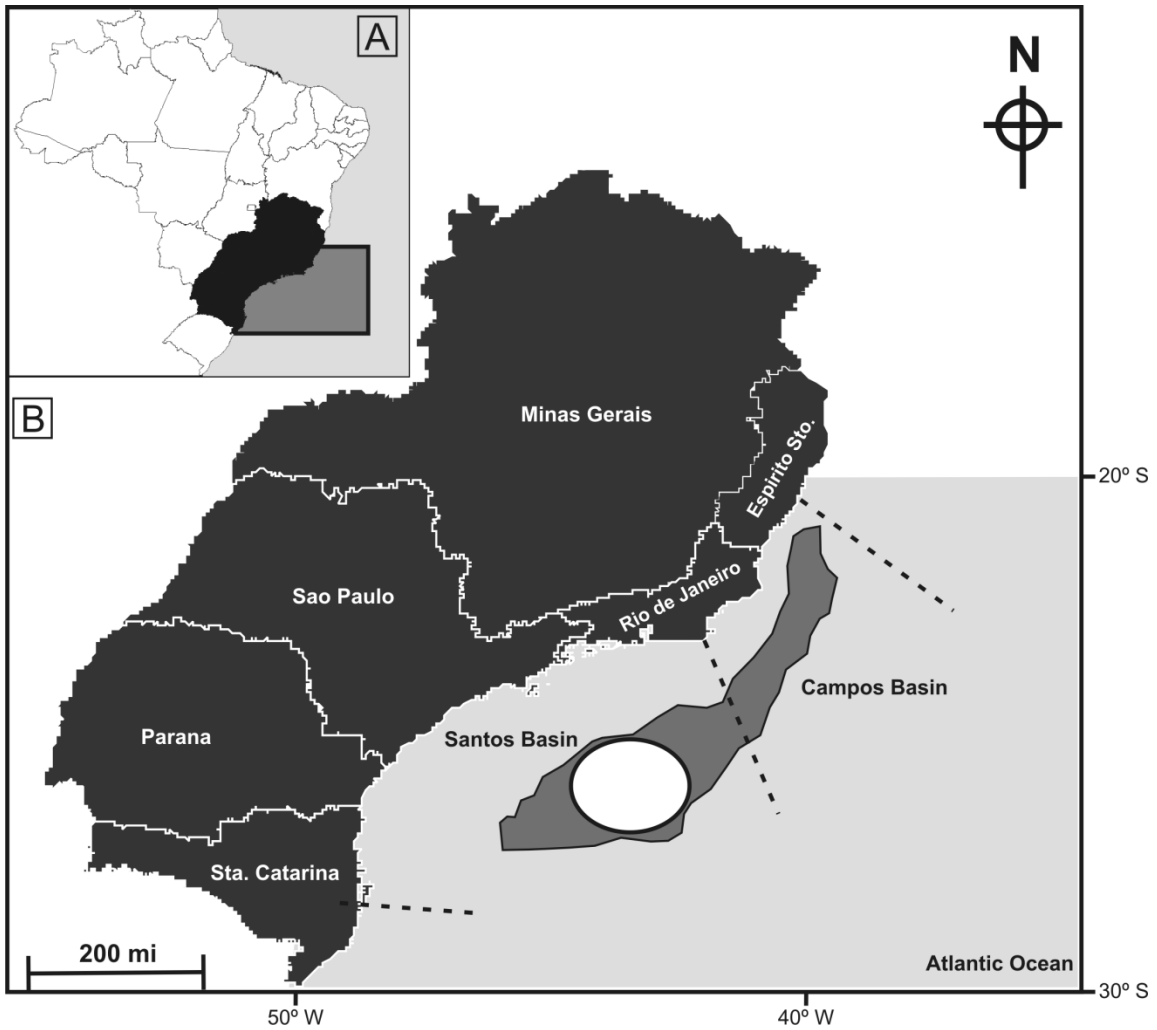 A
N
B
Minas Gerais
Espirito Sto.
20º S
Sao Paulo
Rio de Janeiro
Campos Basin
Parana
Santos Basin
Sta. Catarina
200 mi
Atlantic Ocean
30º S
50º W
40º W